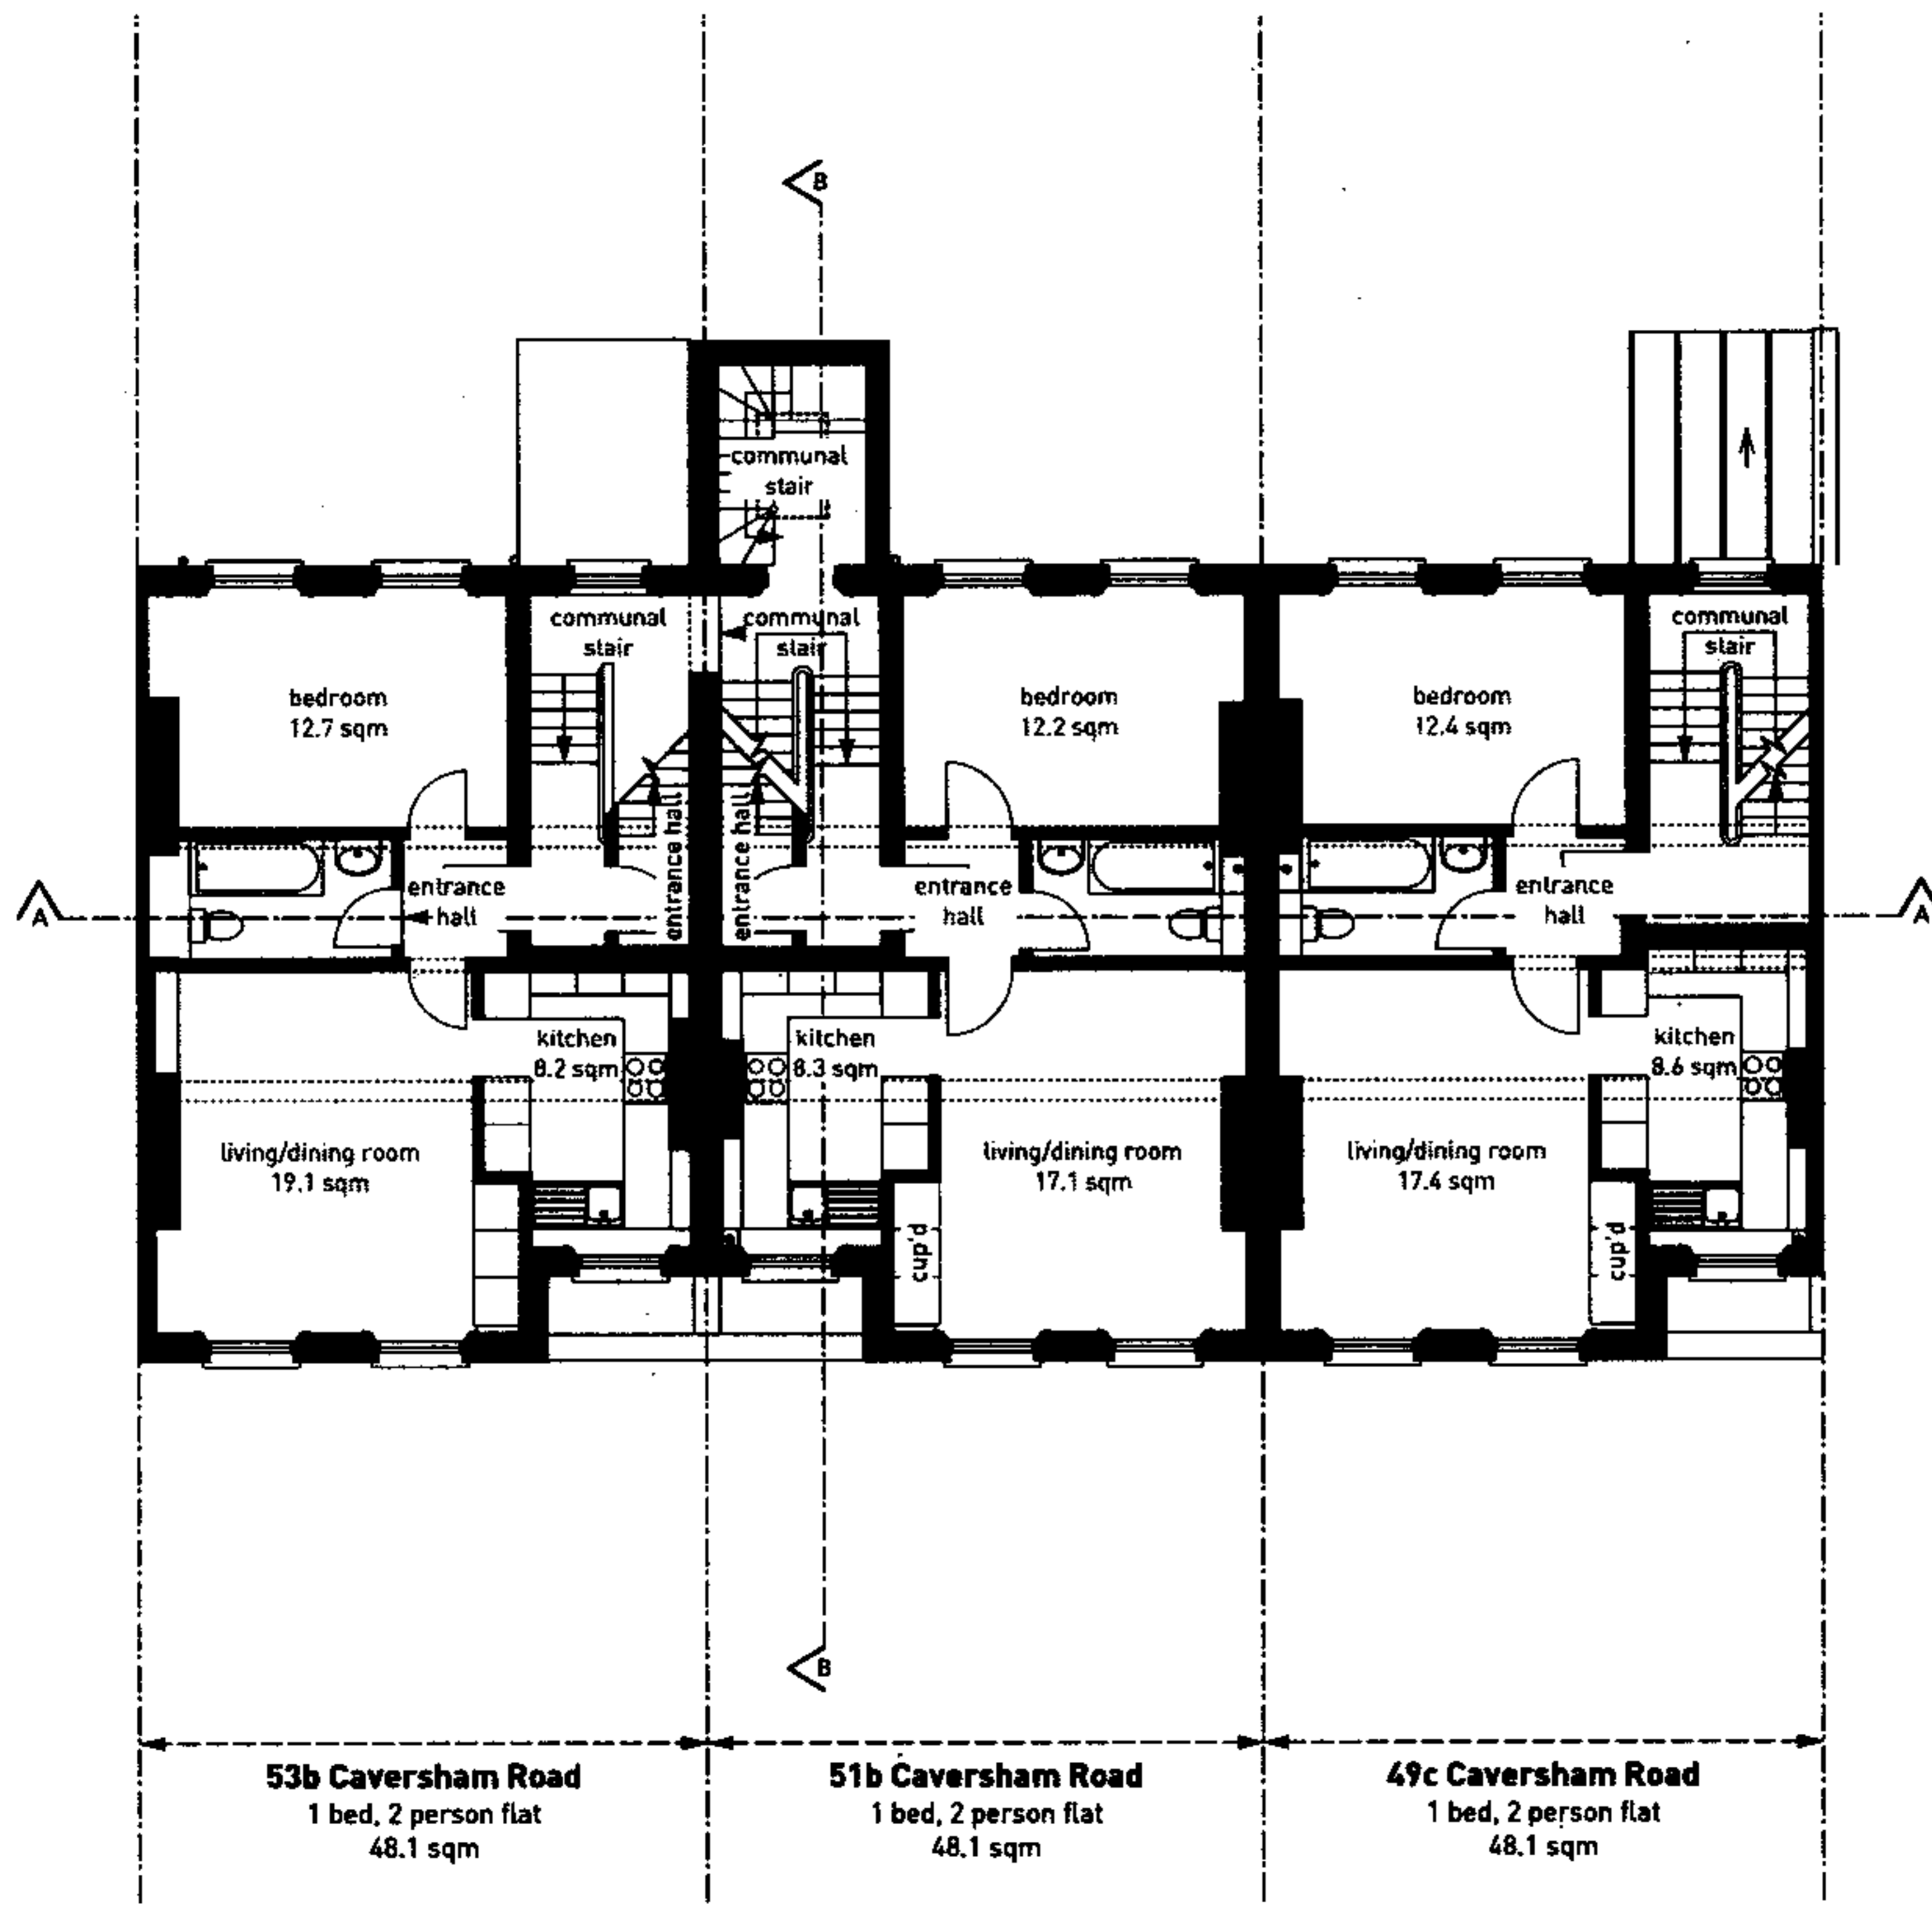 B
communal
stair
communal
stair
communal
stair
communal
stair
bedroom
12.7 sqm
bedroom
12.2 sqm
bedroom
12.4 sqm
entrance hall
entrance hall
A
entrance
hall
entrance
hall
entrance
hall
A
kitchen
8.2 sqm
kitchen
8.3 sqm
kitchen
8.6 sqm
living/dining room
19.1 sqm
living/dining room
17.1 sqm
living/dining room
17.4 sqm
cup'd
cup'd
B
53b Caversham Road
1 bed, 2 person flat
48.1 sqm
51b Caversham Road
1 bed, 2 person flat
48.1 sqm
49c Caversham Road
1 bed, 2 person flat
48.1 sqm